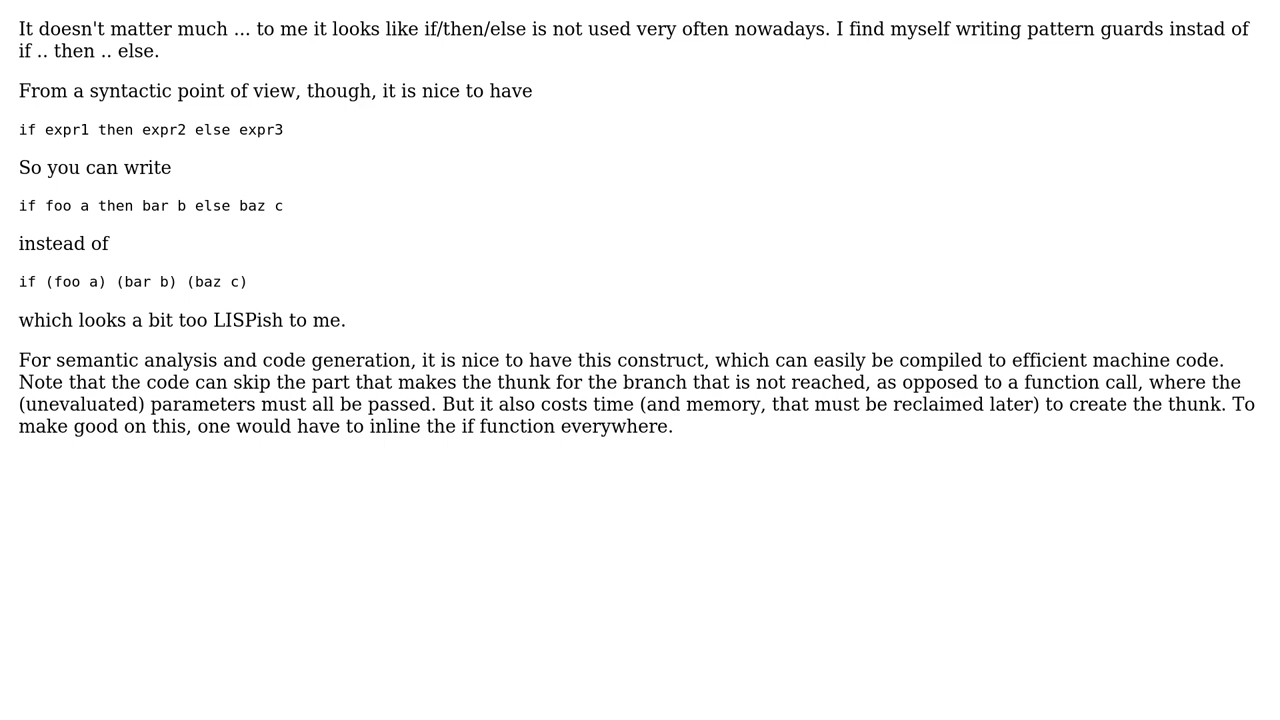 It doesn't matter much ... to me it looks like if/then/else is not used very often nowadays. I find myself writing pattern guards instad of
if .. then .. else.
From a syntactic point of view, though, it is nice to have
if expr1 then expr2 else expr3
So you can write
if foo a then bar b else baz c
instead of
if (foo a) (bar b) (baz c)
which looks a bit too LISPish to me.
For semantic analysis and code generation, it is nice to have this construct, which can easily be compiled to efficient machine code.
Note that the code can skip the part that makes the thunk for the branch that is not reached, as opposed to a function call, where the
(unevaluated) parameters must all be passed. But it also costs time (and memory, that must be reclaimed later) to create the thunk. To
make good on this, one would have to inline the if function everywhere.